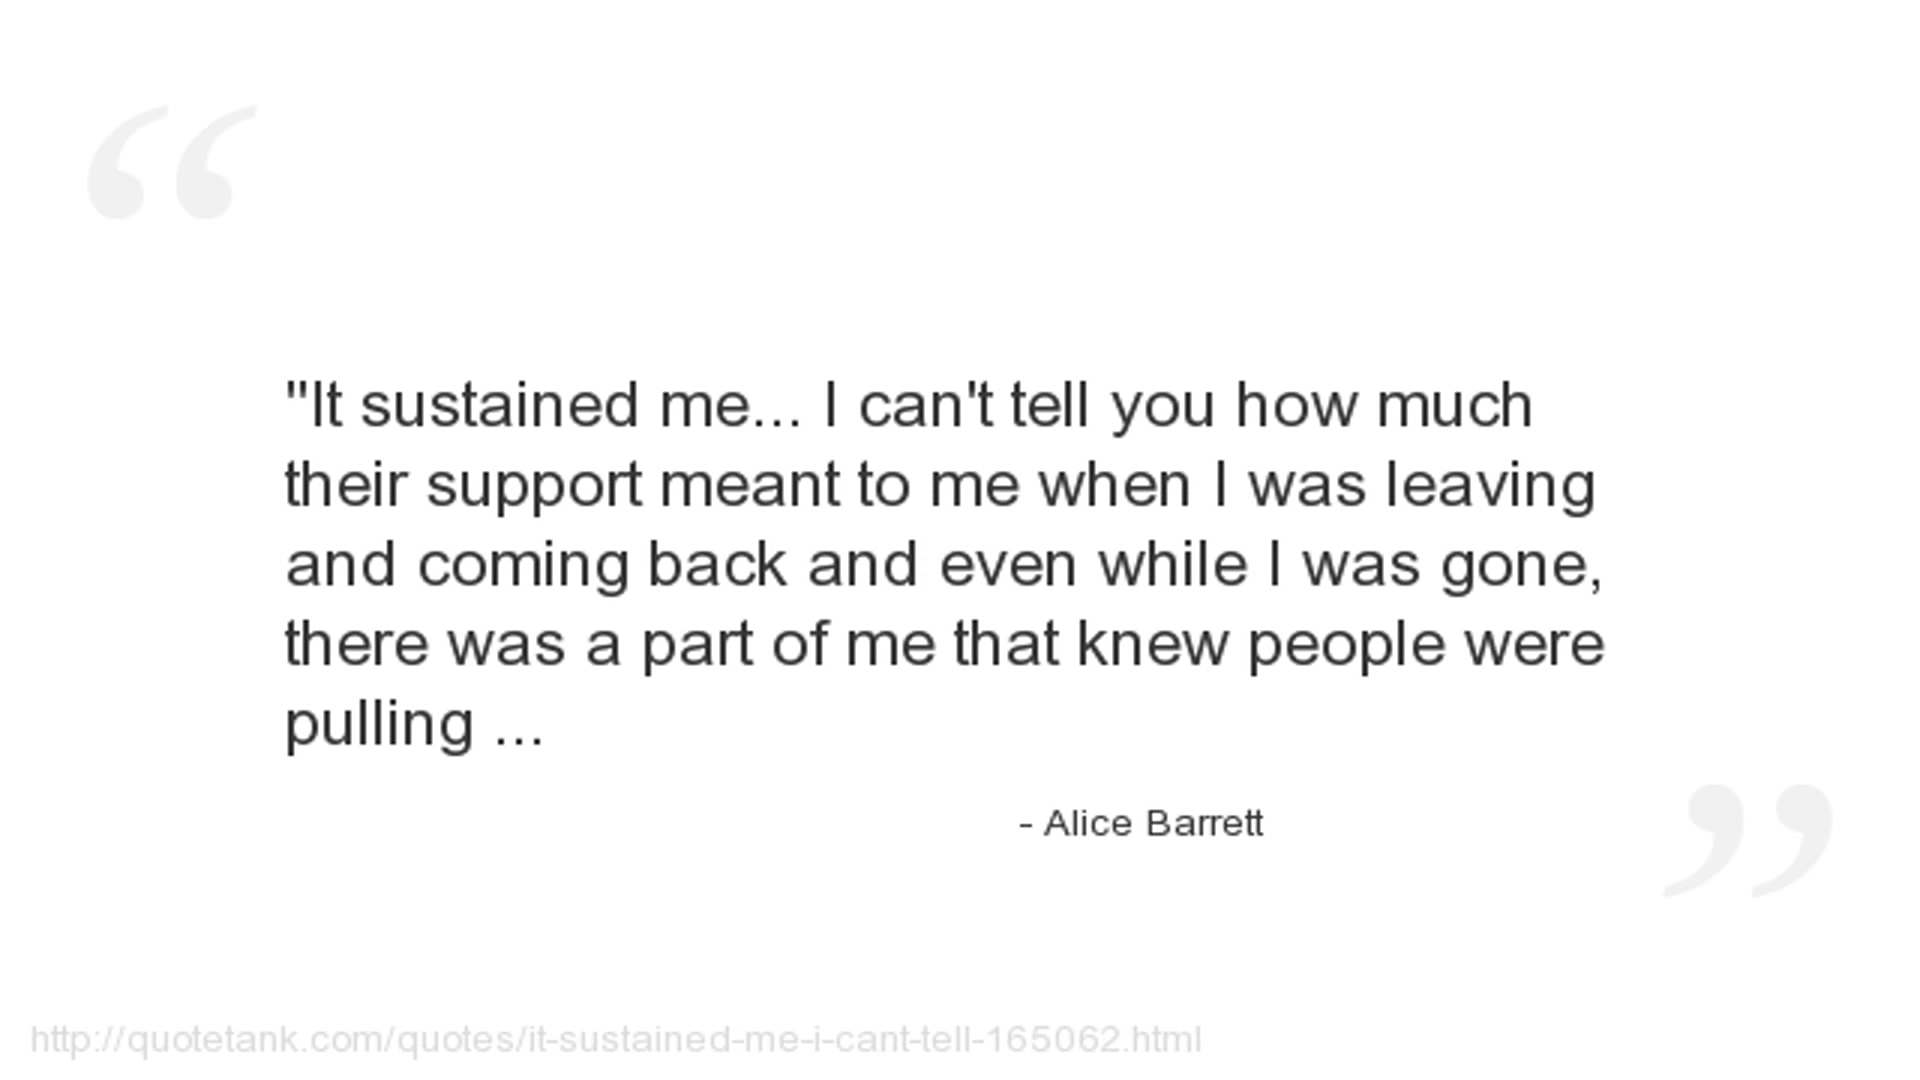 "It sustained me... I can't tell you how much
their support meant to me when I was leaving
and coming back and even while I was gone,
there was a part of me that knew people were
pulling ...
- Alice Barrett
http://quotetank.com/quotes/it-sustained-me-i-cant-tell-165062.html